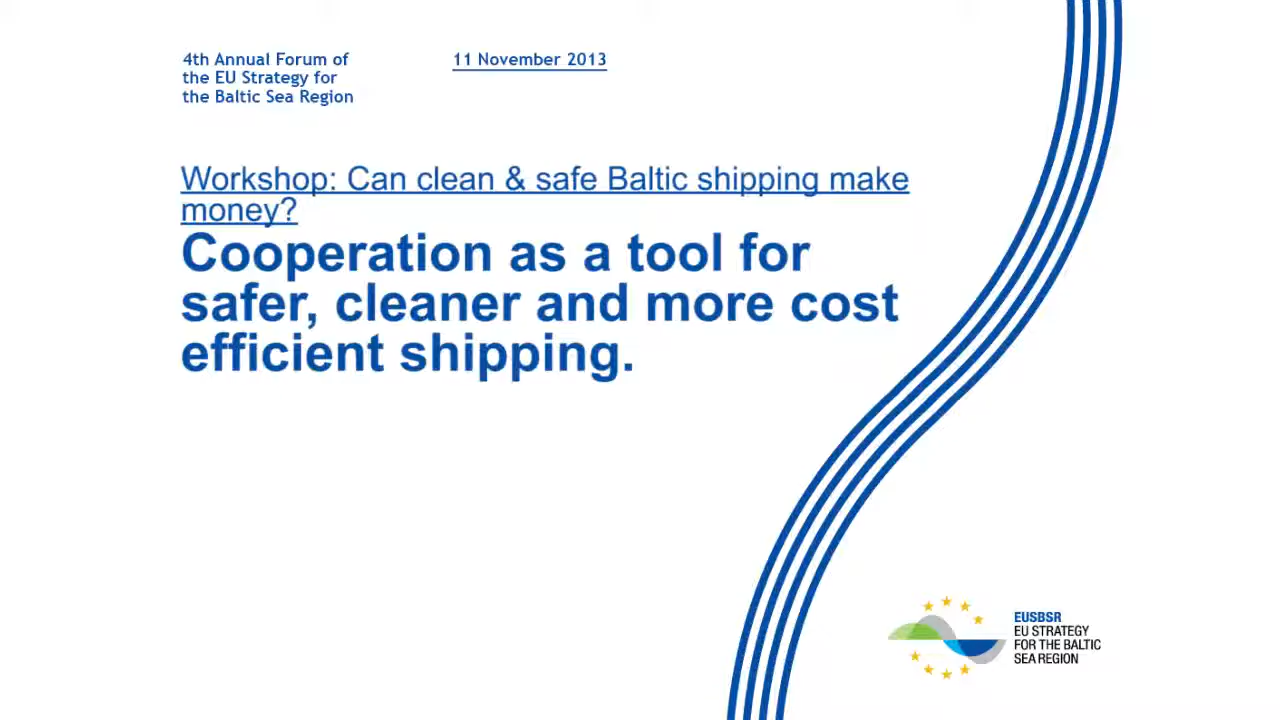 4th Annual Forum of
the EU Strategy for
the Baltic Sea Region
11 November 2013
Workshop: Can clean & safe Baltic shipping make
money?
Cooperation as a tool for
safer, cleaner and more cost
efficient shipping.
EUSBSR
EU STRATEGY
FOR THE BALTIC
SEA REGION